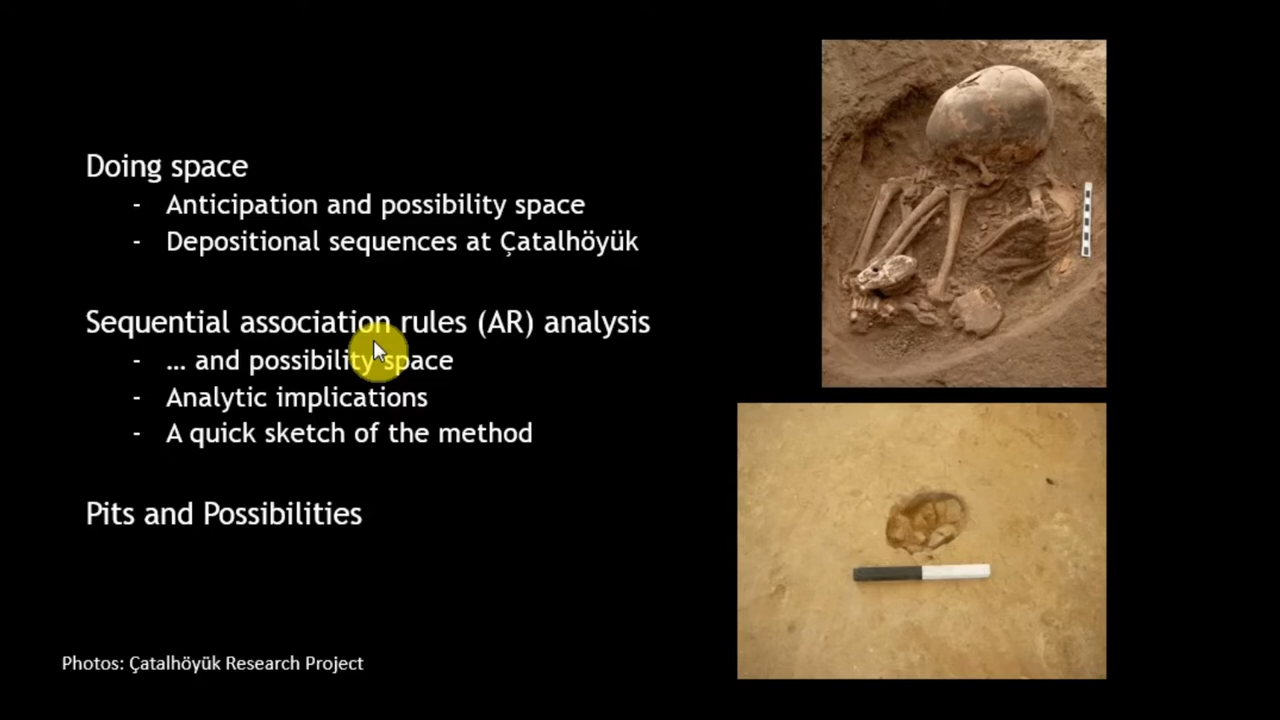 Doing space
- Anticipation and possibility space
- Depositional sequences at Çatalhöyük
Sequential association rules (AR) analysis
- … and possibility space
- Analytic implications
- A quick sketch of the method
Pits and Possibilities
Photos: Çatalhöyük Research Project